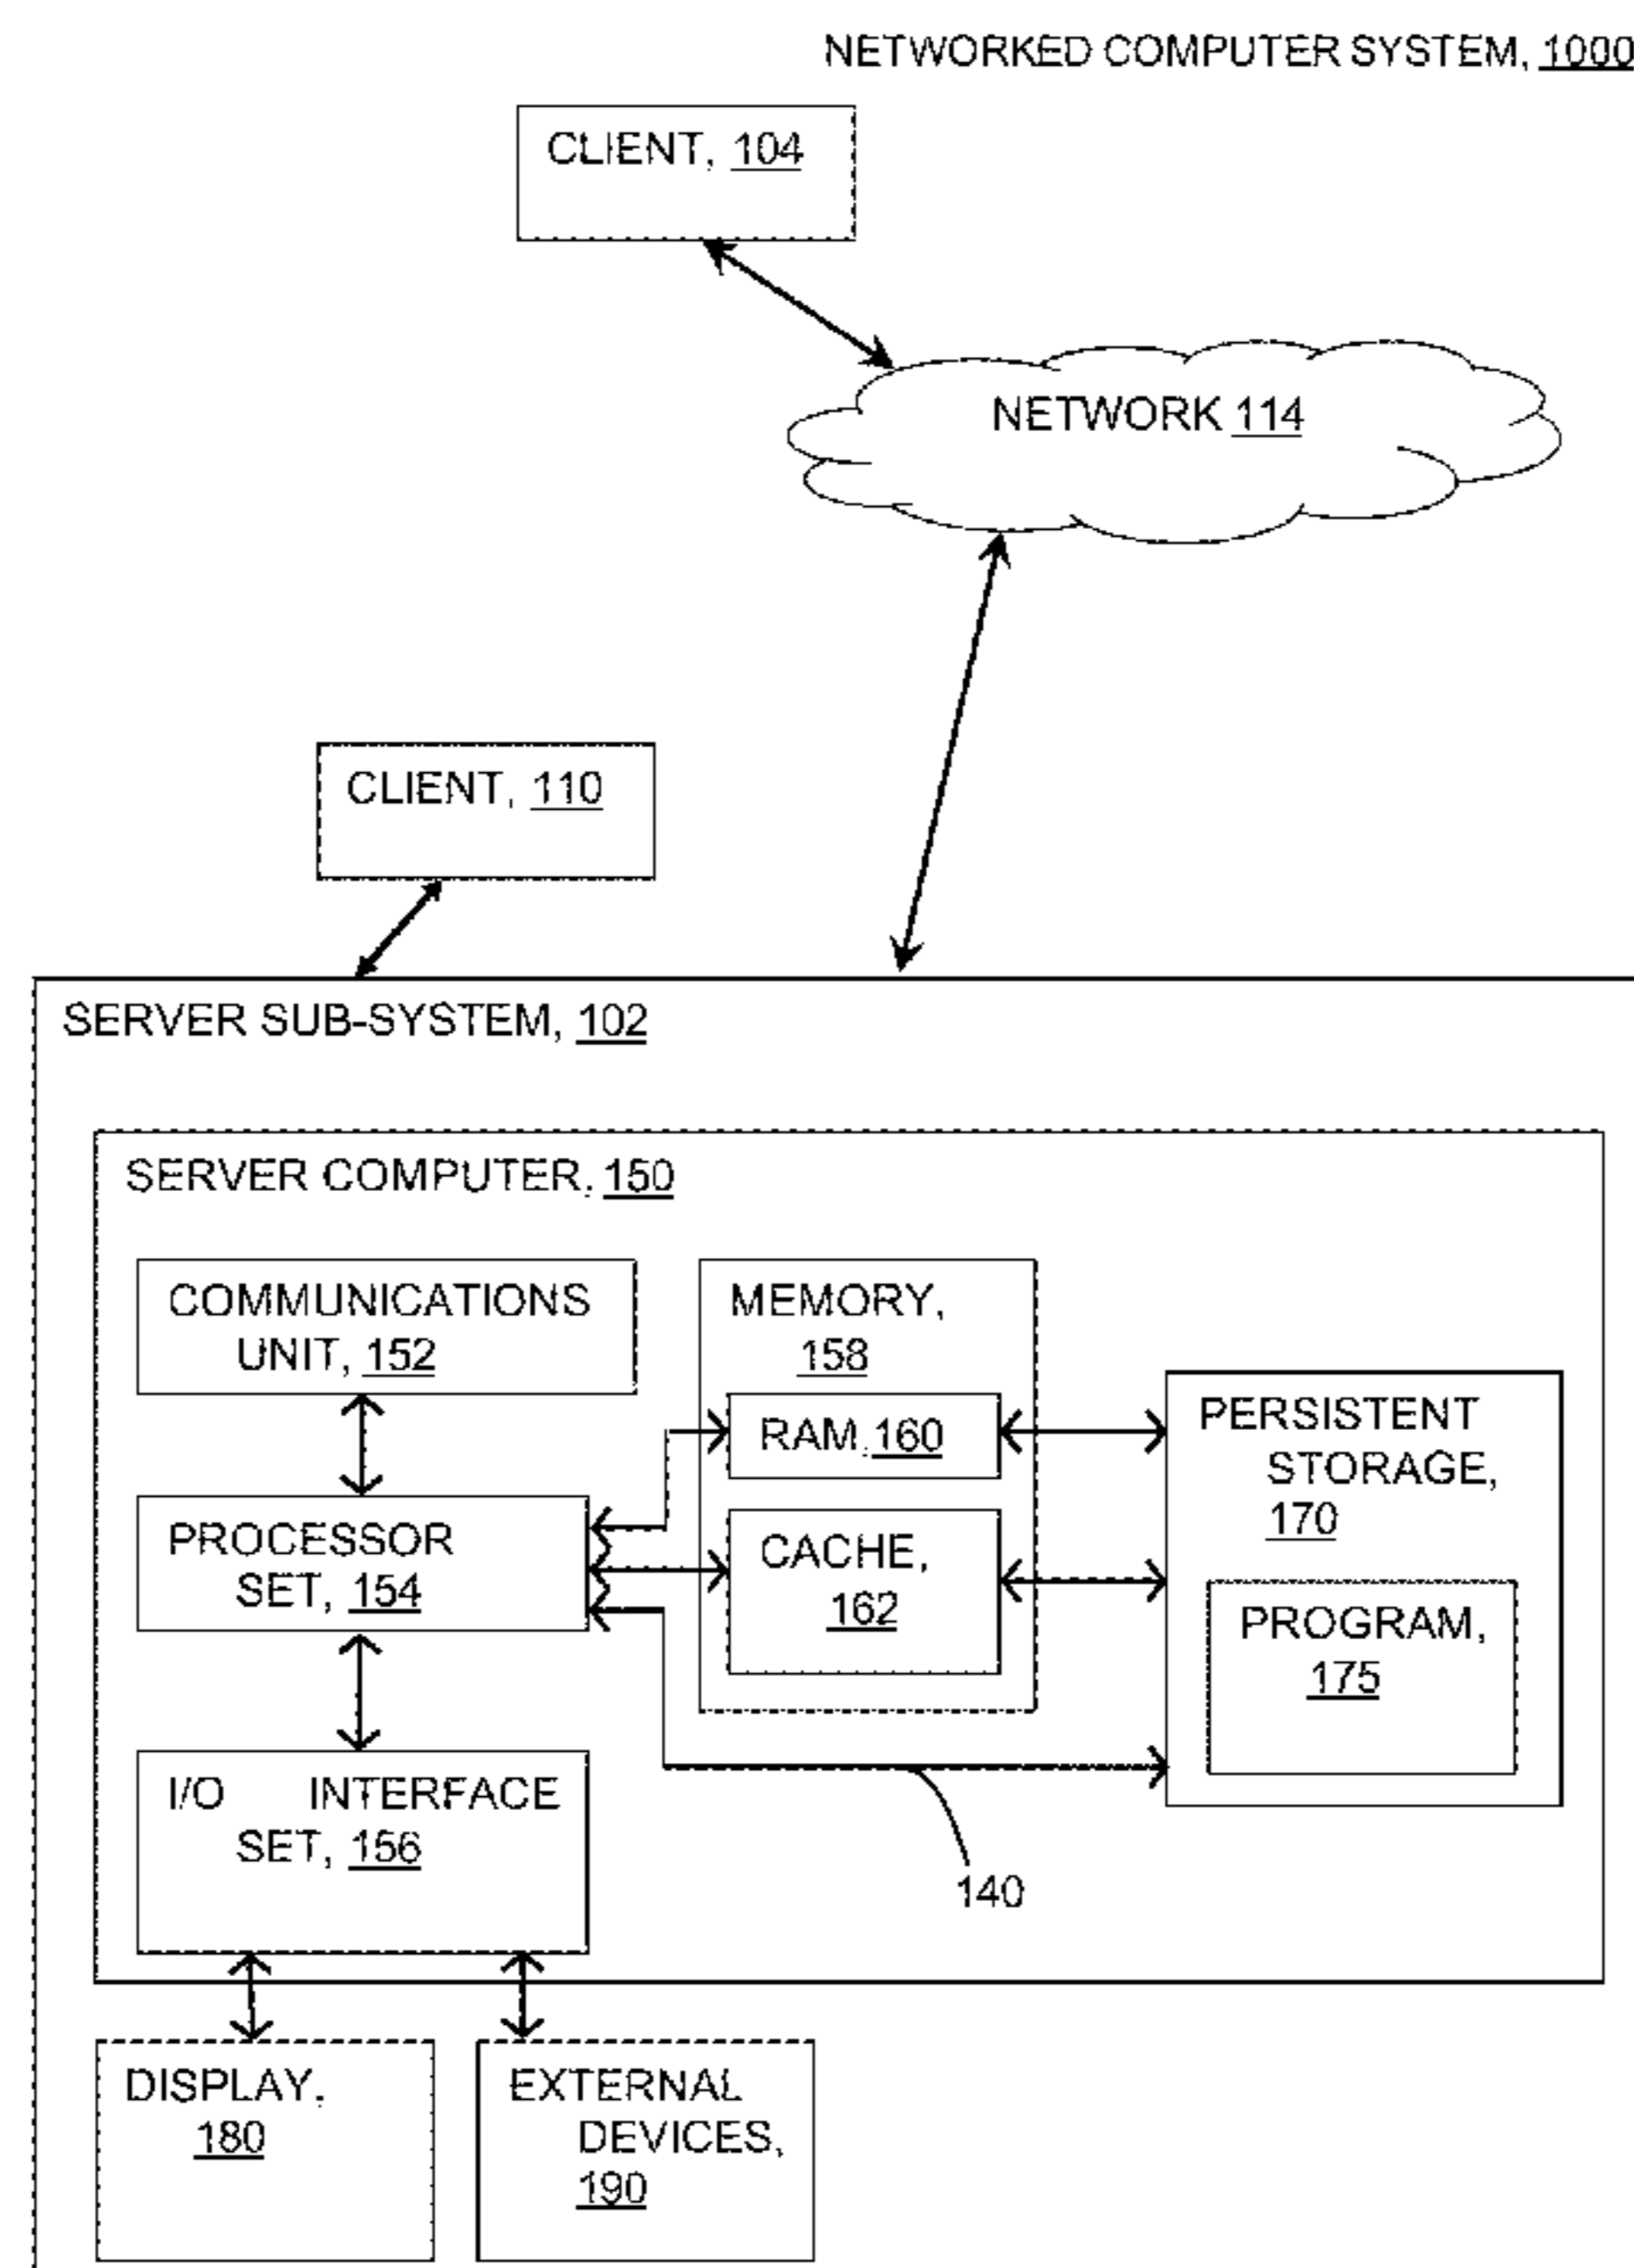 NETWORKED COMPUTER SYSTEM, 1000
CLIENT, 104
NETWORK 114
CLIENT, 110
SERVER SUB-SYSTEM, 102
SERVER COMPUTER, 150
COMMUNICATIONS
UNIT, 152
MEMORY,
158
RAM, 160
PERSISTENT
STORAGE,
170
PROCESSOR
SET, 154
CACHE,
162
PROGRAM,
175
I/O INTERFACE
SET, 156
140
DISPLAY,
180
EXTERNAL
DEVICES,
190